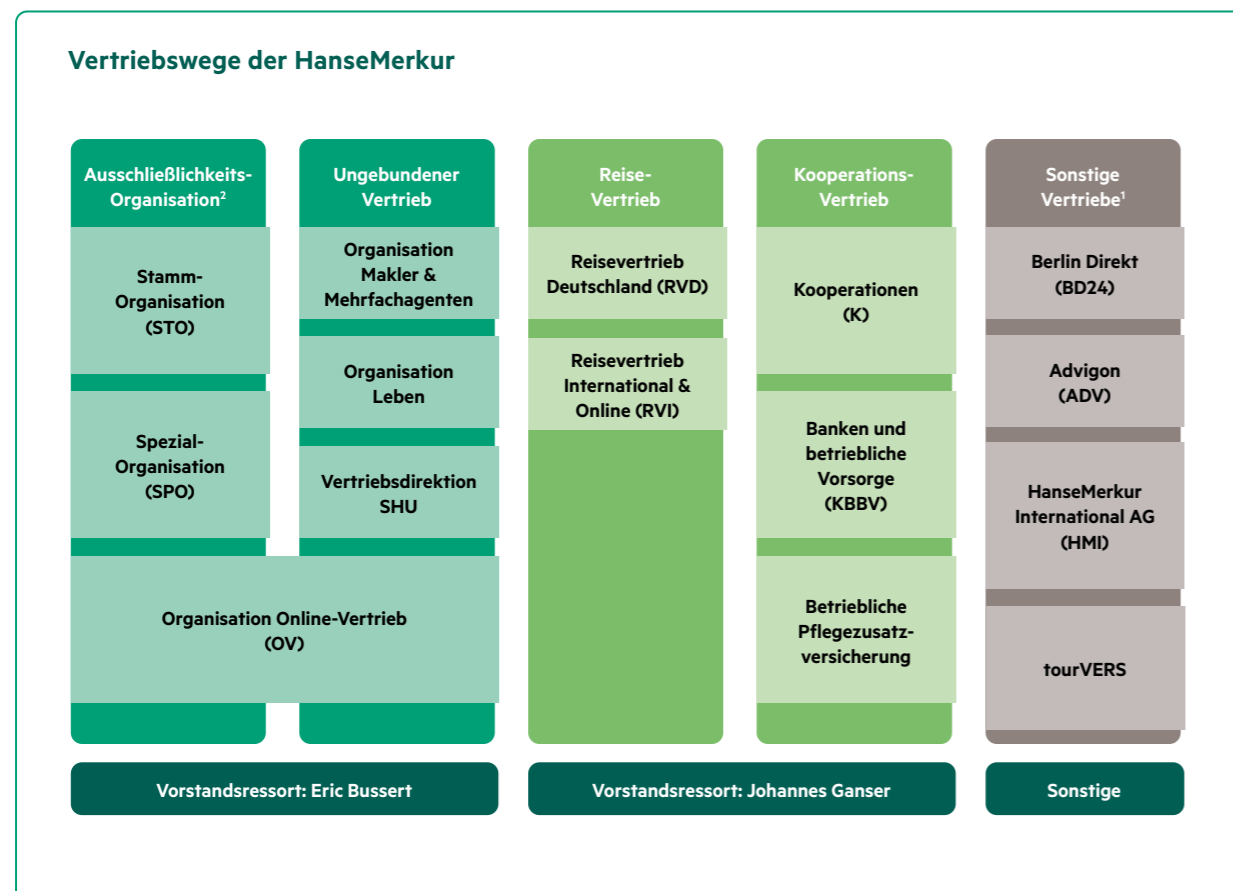 Vertriebswege der HanseMerkur
Ausschließlichkeits-
Organisation²
Stamm-
Organisation
(STO)
Spezial-
Organisation
(SPO)
Ungebundener
Vertrieb
Organisation
Makler &
Mehrfachagenten
Organisation
Leben
Vertriebsdirektion
SHU
Organisation Online-Vertrieb
(OV)
Reise-
Vertrieb
Reisevertrieb
Deutschland (RVD)
Reisevertrieb
International &
Online (RVI)
Kooperations-
Vertrieb
Kooperationen
(K)
Banken und
betriebliche
Vorsorge
(KBBV)
Betriebliche
Pflegezusatz-
versicherung
Sonstige
Vertriebe¹
Berlin Direkt
(BD24)
Advigon
(ADV)
HanseMerkur
International AG
(HMI)
tourVERS
Vorstandsressort: Eric Bussert
Vorstandsressort: Johannes Ganser
Sonstige